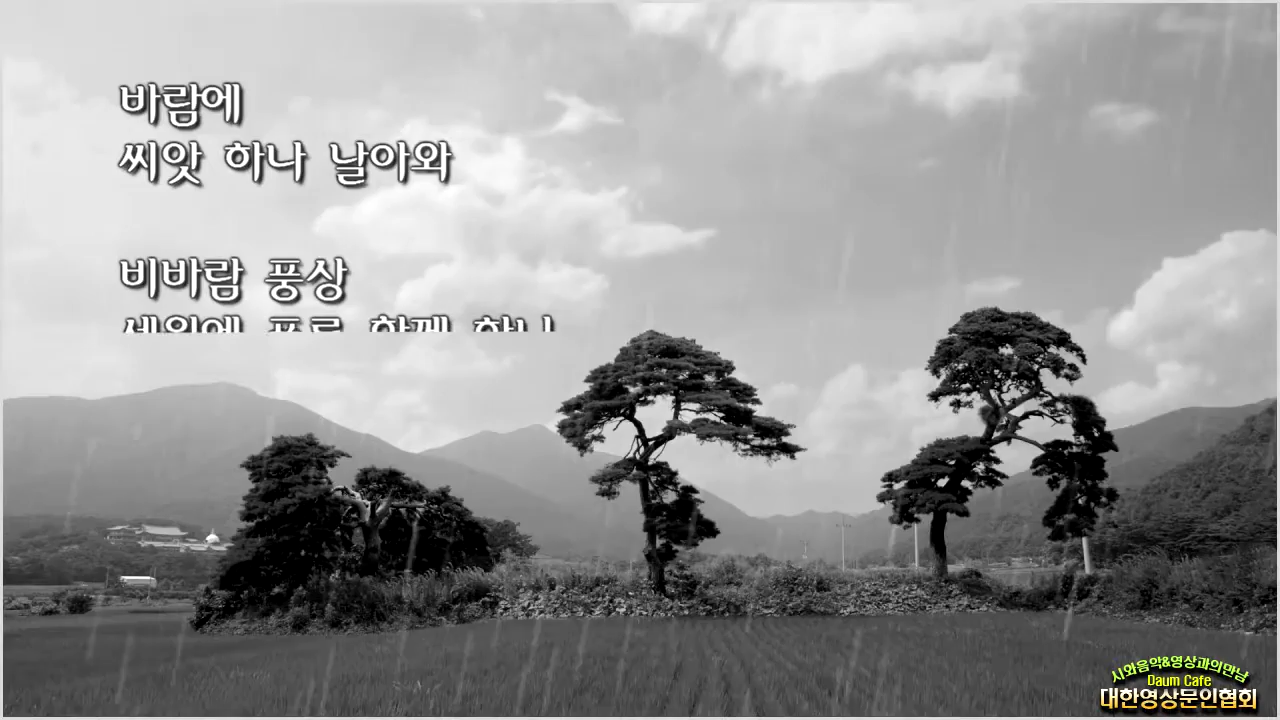 바람에
씨앗 하나 날아와
비바람 풍상
시와음악&영상과의만남
Daum Cafe
대한영상문인협회